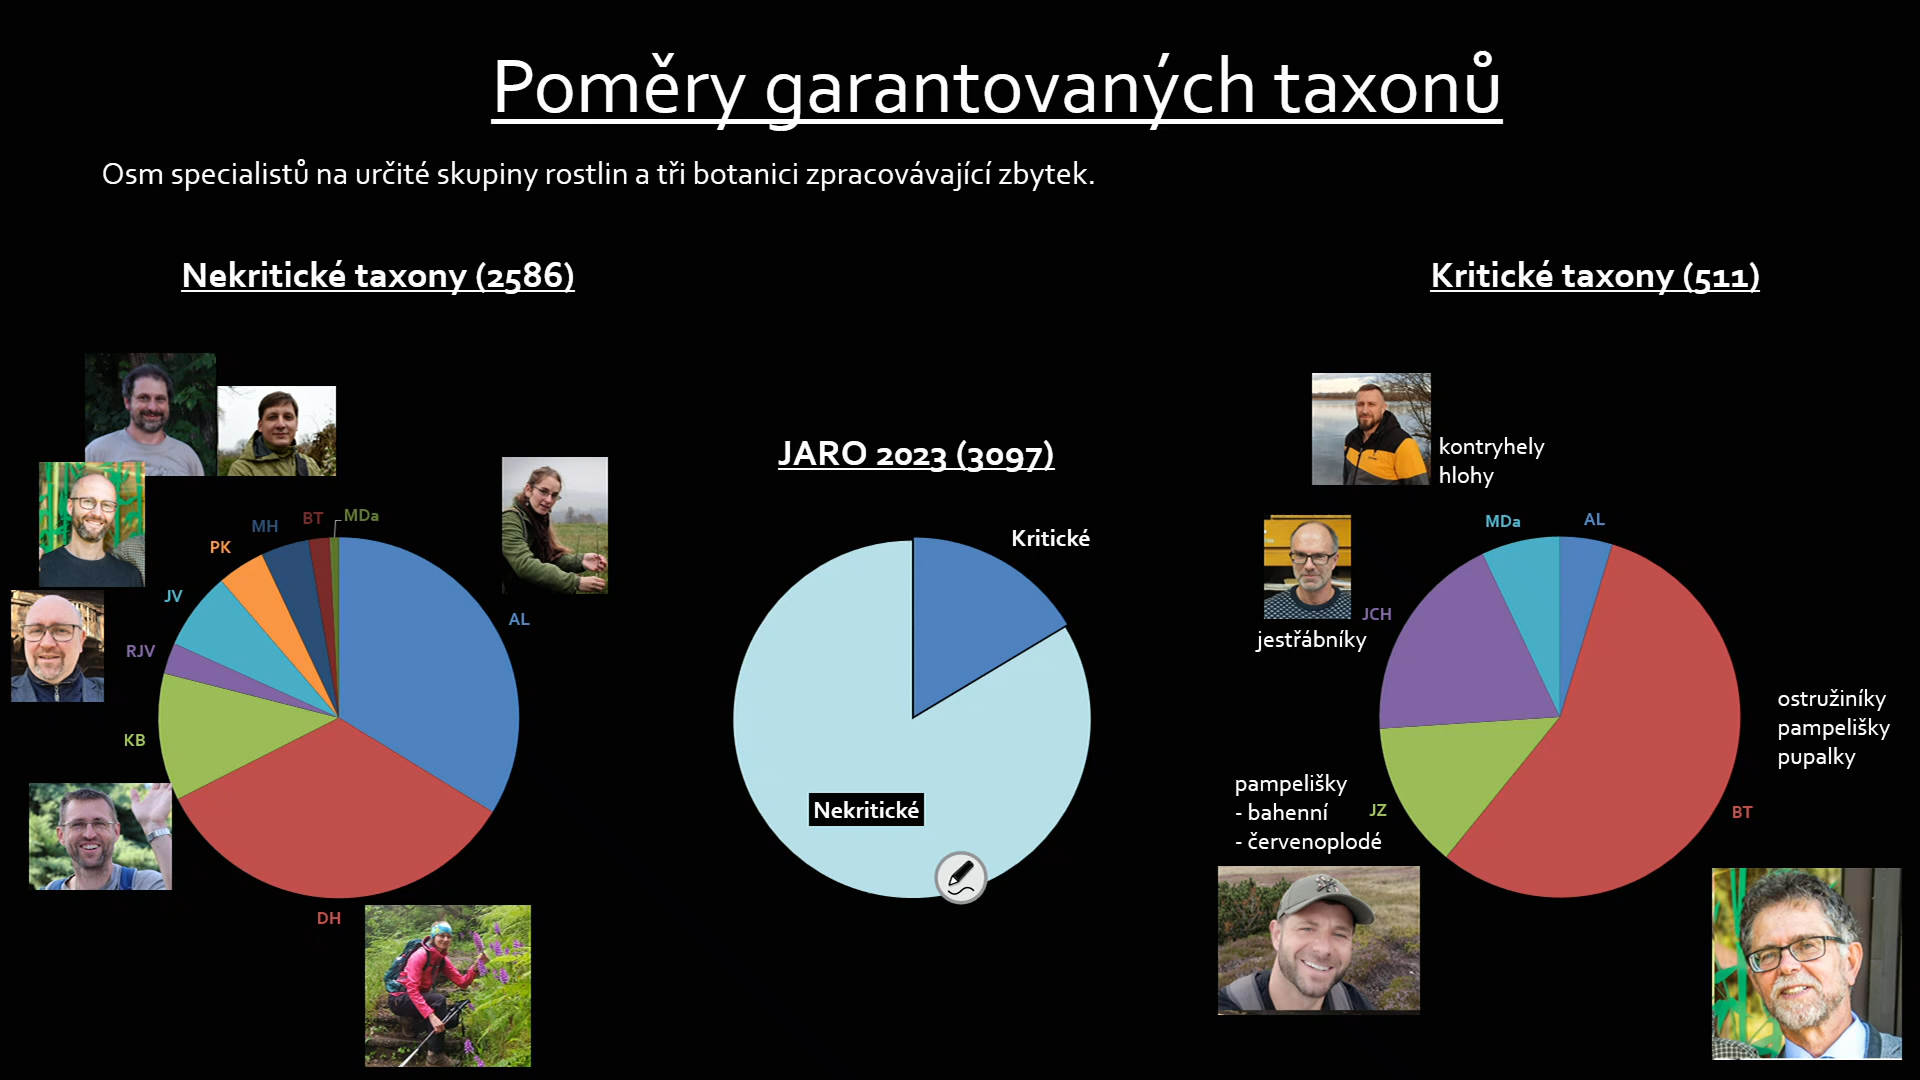 Poměry garantovaných taxonů
Osm specialistů na určité skupiny rostlin a tři botanici zpracovávající zbytek.
Nekritické taxony (2586)
MDa
BT
MH
PK
JV
RJV
KB
DH
AL
JARO 2023 (3097)
Kritické
Nekritické
Kritické taxony (511)
kontryhely
hlohy
MDa
AL
JCH
jestřábníky
ostružiníky
pampelišky
pupalky
pampelišky
- bahenní
- červenoplodé
JZ
BT